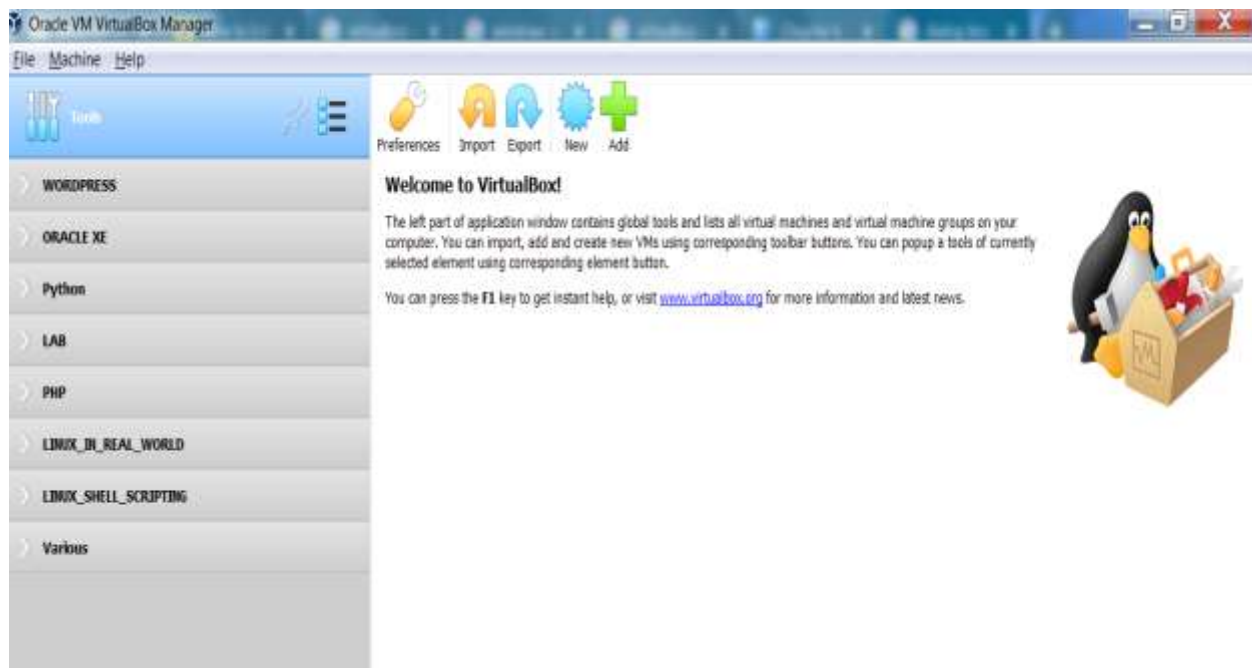 Oracle VM VirtualBox Manager
File Machine Help
Tools
Preferences Import Export New Add
WORDPRESS
ORACLE XE
Python
LAB
PHP
LINUX_IN_REAL_WORLD
LINUX_SHELL_SCRIPTING
Various
Welcome to VirtualBox!
The left part of application window contains global tools and lists all virtual machines and virtual machine groups on your
computer. You can import, add and create new VMs using corresponding toolbar buttons. You can popup a tools of currently
selected element using corresponding element button.
You can press the F1 key to get instant help, or visit www.virtualbox.org for more information and latest news.